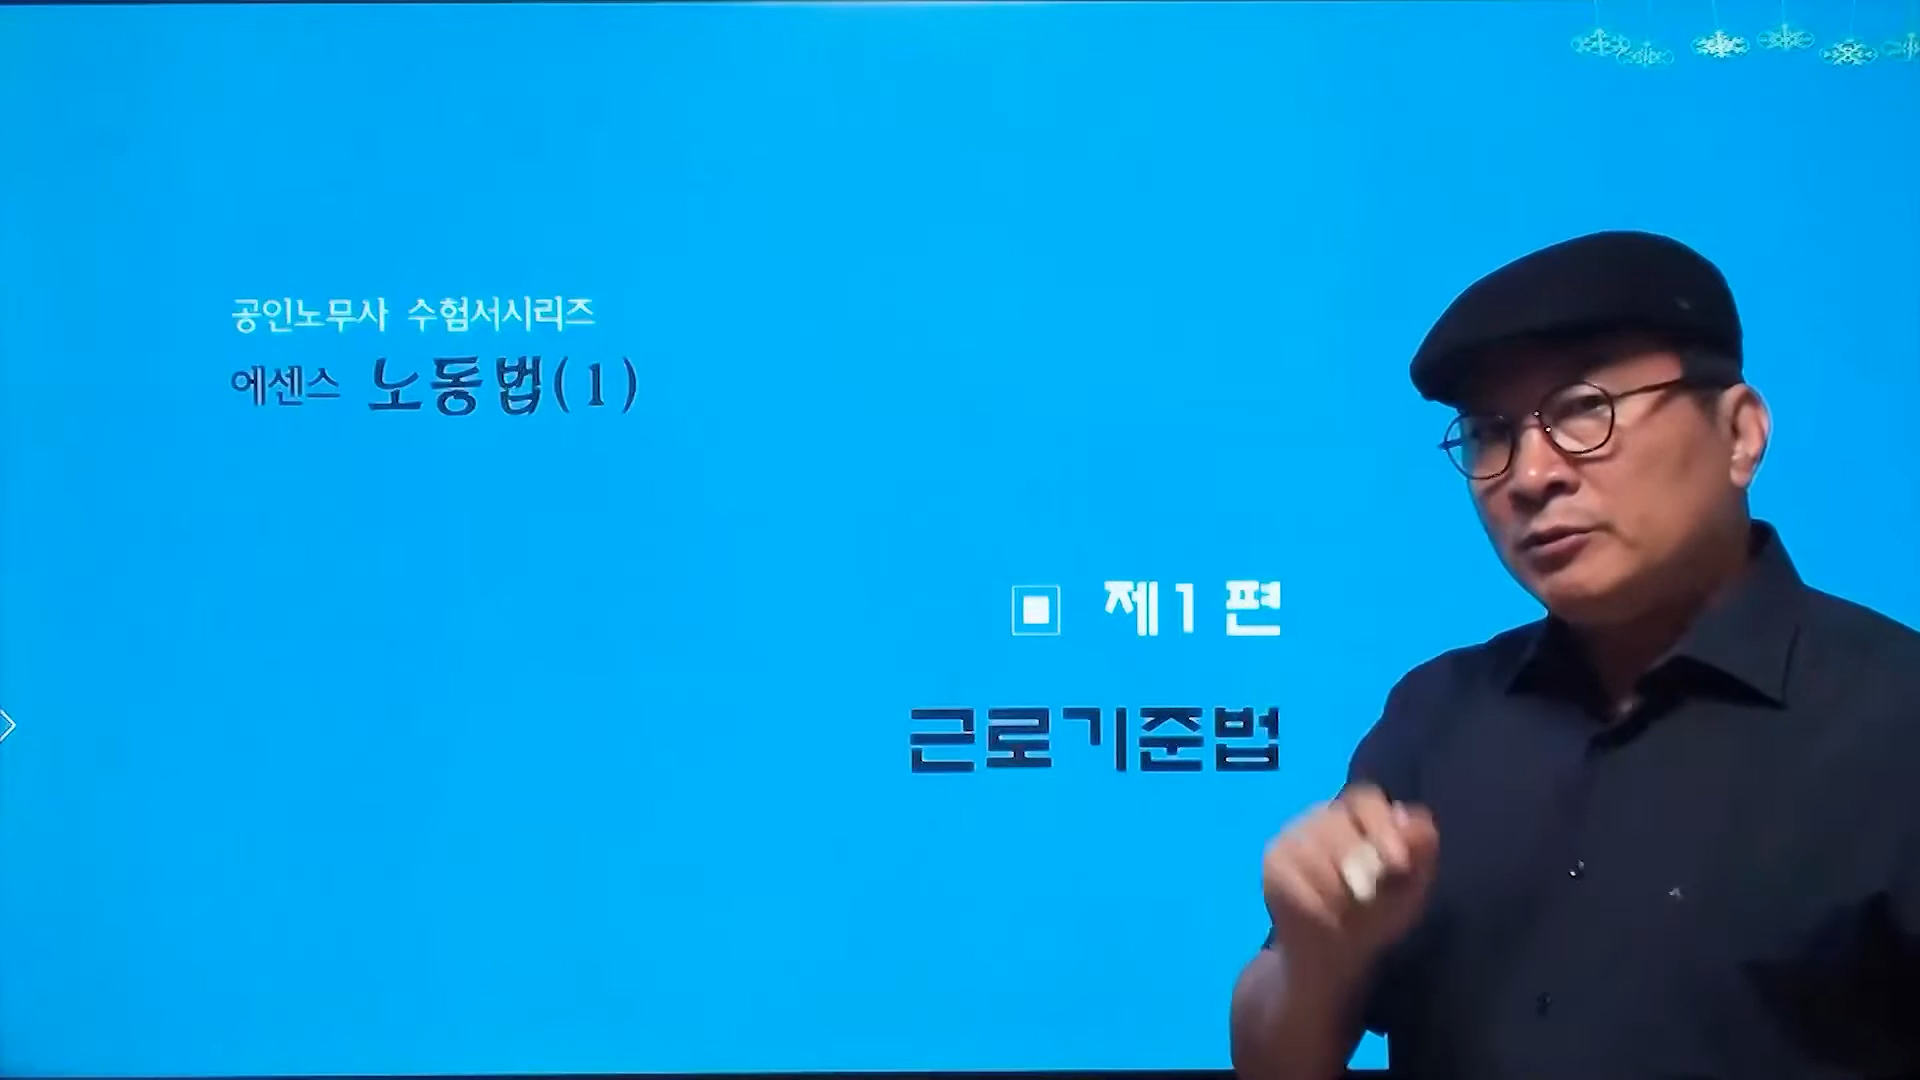 공인노무사 수험서시리즈
에센스 노동법(1)
제1편
근로기준법